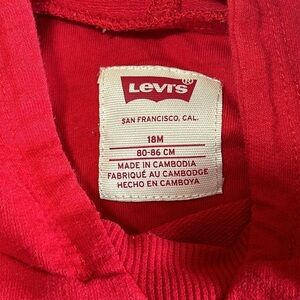 Levi's ®
SAN FRANCISCO, CAL.
18M
80-86 CM
MADE IN CAMBODIA
FABRIQUÉ AU CAMBODGE
HECHO EN CAMBOYA